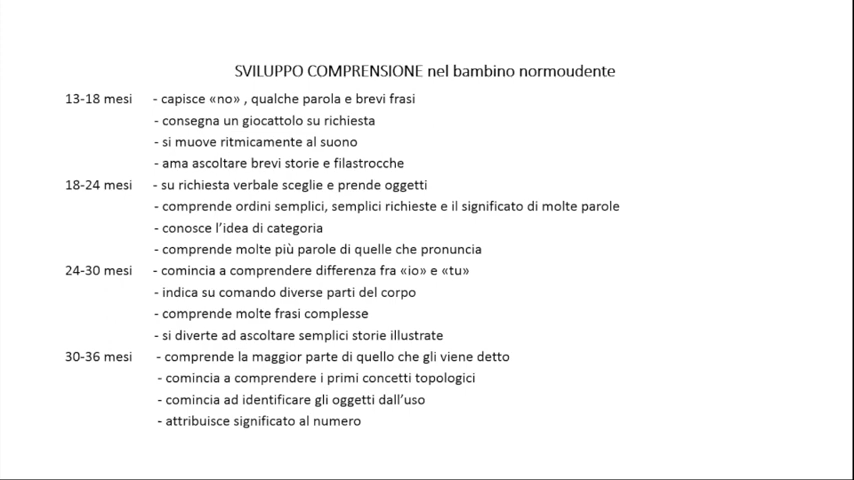 SVILUPPO COMPRENSIONE nel bambino normoudente
13-18 mesi - capisce «no» , qualche parola e brevi frasi
- consegna un giocattolo su richiesta
- si muove ritmicamente al suono
- ama ascoltare brevi storie e filastrocche
18-24 mesi - su richiesta verbale sceglie e prende oggetti
- comprende ordini semplici, semplici richieste e il significato di molte parole
- conosce l'idea di categoria
- comprende molte più parole di quelle che pronuncia
24-30 mesi - comincia a comprendere differenza fra «io» e «tu»
- indica su comando diverse parti del corpo
- comprende molte frasi complesse
- si diverte ad ascoltare semplici storie illustrate
30-36 mesi - comprende la maggior parte di quello che gli viene detto
- comincia a comprendere i primi concetti topologici
- comincia ad identificare gli oggetti dall'uso
- attribuisce significato al numero